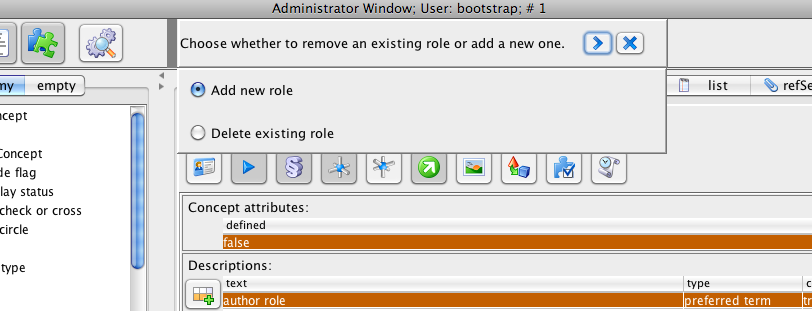 Administrator Window; User: bootstrap; # 1
Choose whether to remove an existing role or add a new one.
my empty
list refSe
Add new role
Delete existing role
ncept
Concept
de flag
lay status
check or cross
circle
type
Concept attributes:
defined
false
Descriptions:
text type c
author role preferred term tr